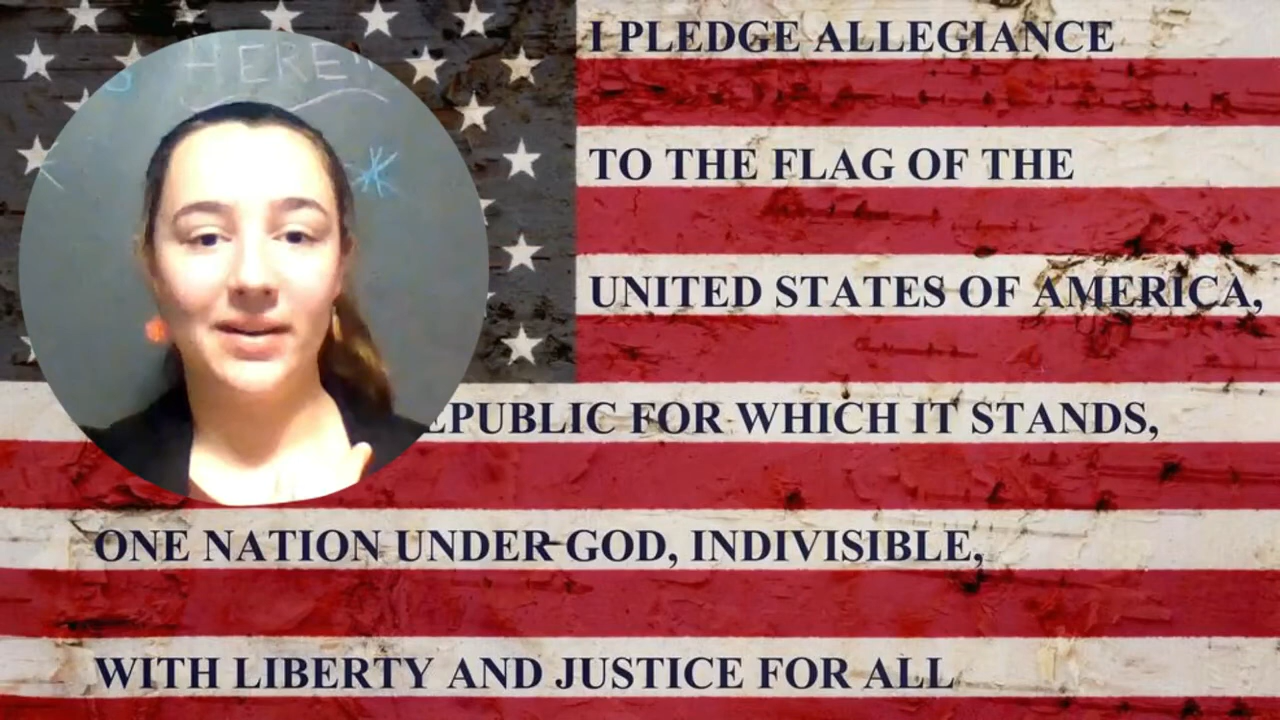 HERE"
I PLEDGE ALLEGIANCE
TO THE FLAG OF THE
UNITED STATES OF AMERICA,
EPUBLIC FOR WHICH IT STANDS,
ONE NATION UNDER GOD, INDIVISIBLE,
WITH LIBERTY AND JUSTICE FOR ALL